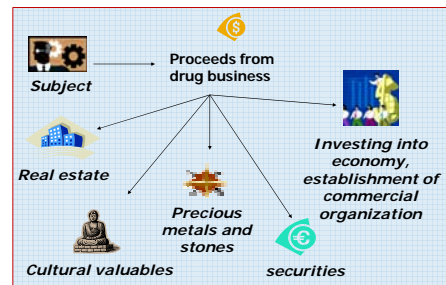 Proceeds from
drug business
Subject
Investing into
economy,
establishment of
commercial
organization
Real estate
Precious
metals and
stones
Cultural valuables
securities